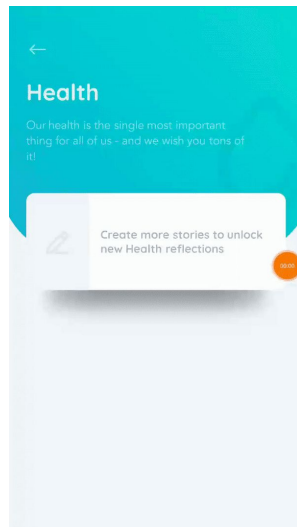 Health
Our health is the single most important
thing for all of us - and we wish you tons of
it!
Create more stories to unlock
new Health reflections